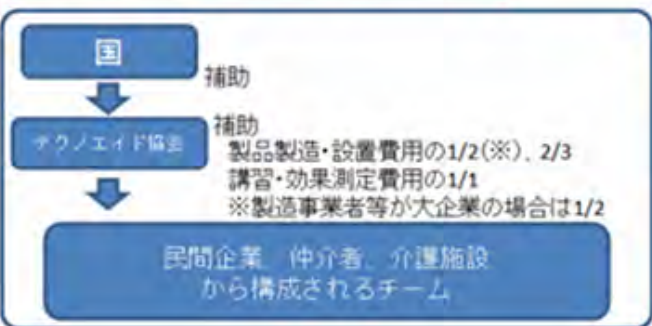 国
補助
テクノエイド協会
補助
製品製造・設置費用の1/2(※)、2/3
講習・効果測定費用の1/1
※製造事業者等が大企業の場合は1/2
民間企業、仲介者、介護施設
から構成されるチーム